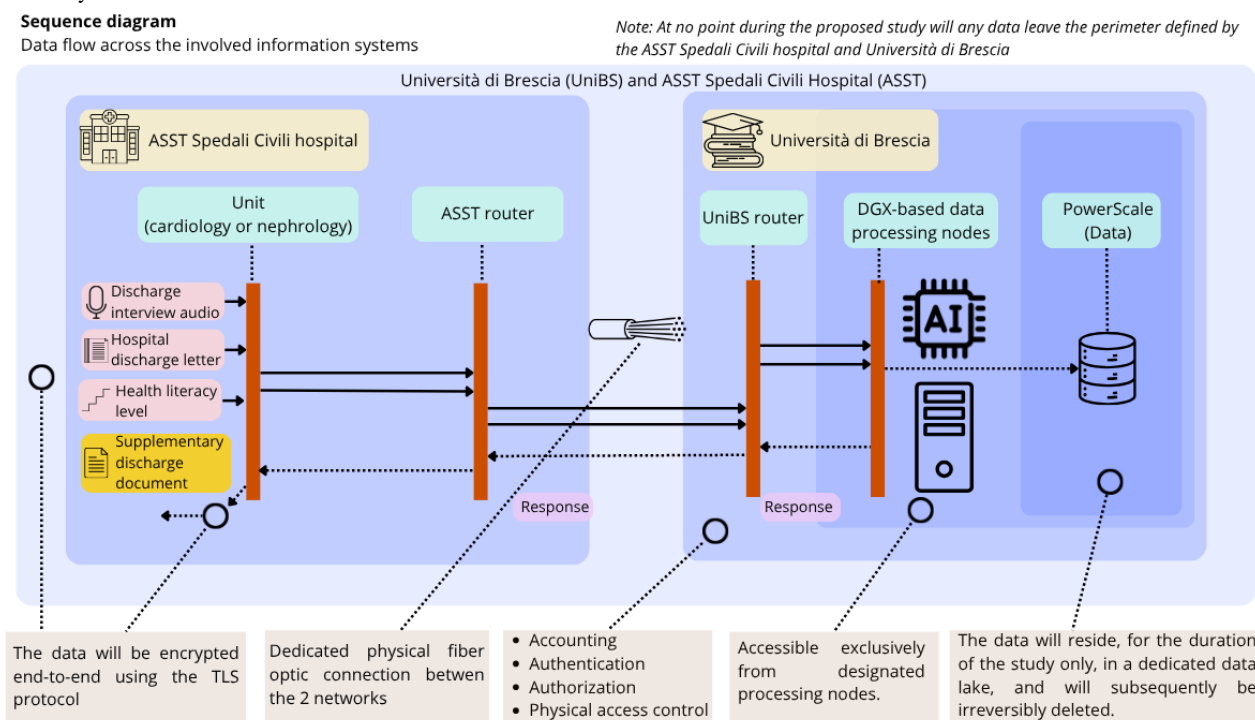 Sequence diagram
Data flow across the involved information systems
Note: At no point during the proposed study will any data leave the perimeter defined by
the ASST Spedali Civili hospital and Università di Brescia
Università di Brescia (UniBS) and ASST Spedali Civili Hospital (ASST)
ASST Spedali Civili hospital
Università di Brescia
Unit
(cardiology or nephrology)
ASST router
UniBS router
DGX-based data
processing nodes
PowerScale
(Data)
Discharge
interview audio
Hospital
discharge letter
Health literacy
level
Supplementary
discharge
document
AI
Response
Response
The data will be encrypted
end-to-end using the TLS
protocol
Dedicated physical fiber
optic connection betwen
the 2 networks
• Accounting
• Authentication
• Authorization
• Physical access control
Accessible exclusively
from designated
processing nodes.
The data will reside, for the duration
of the study only, in a dedicated data
lake, and will subsequently be
irreversibly deleted.